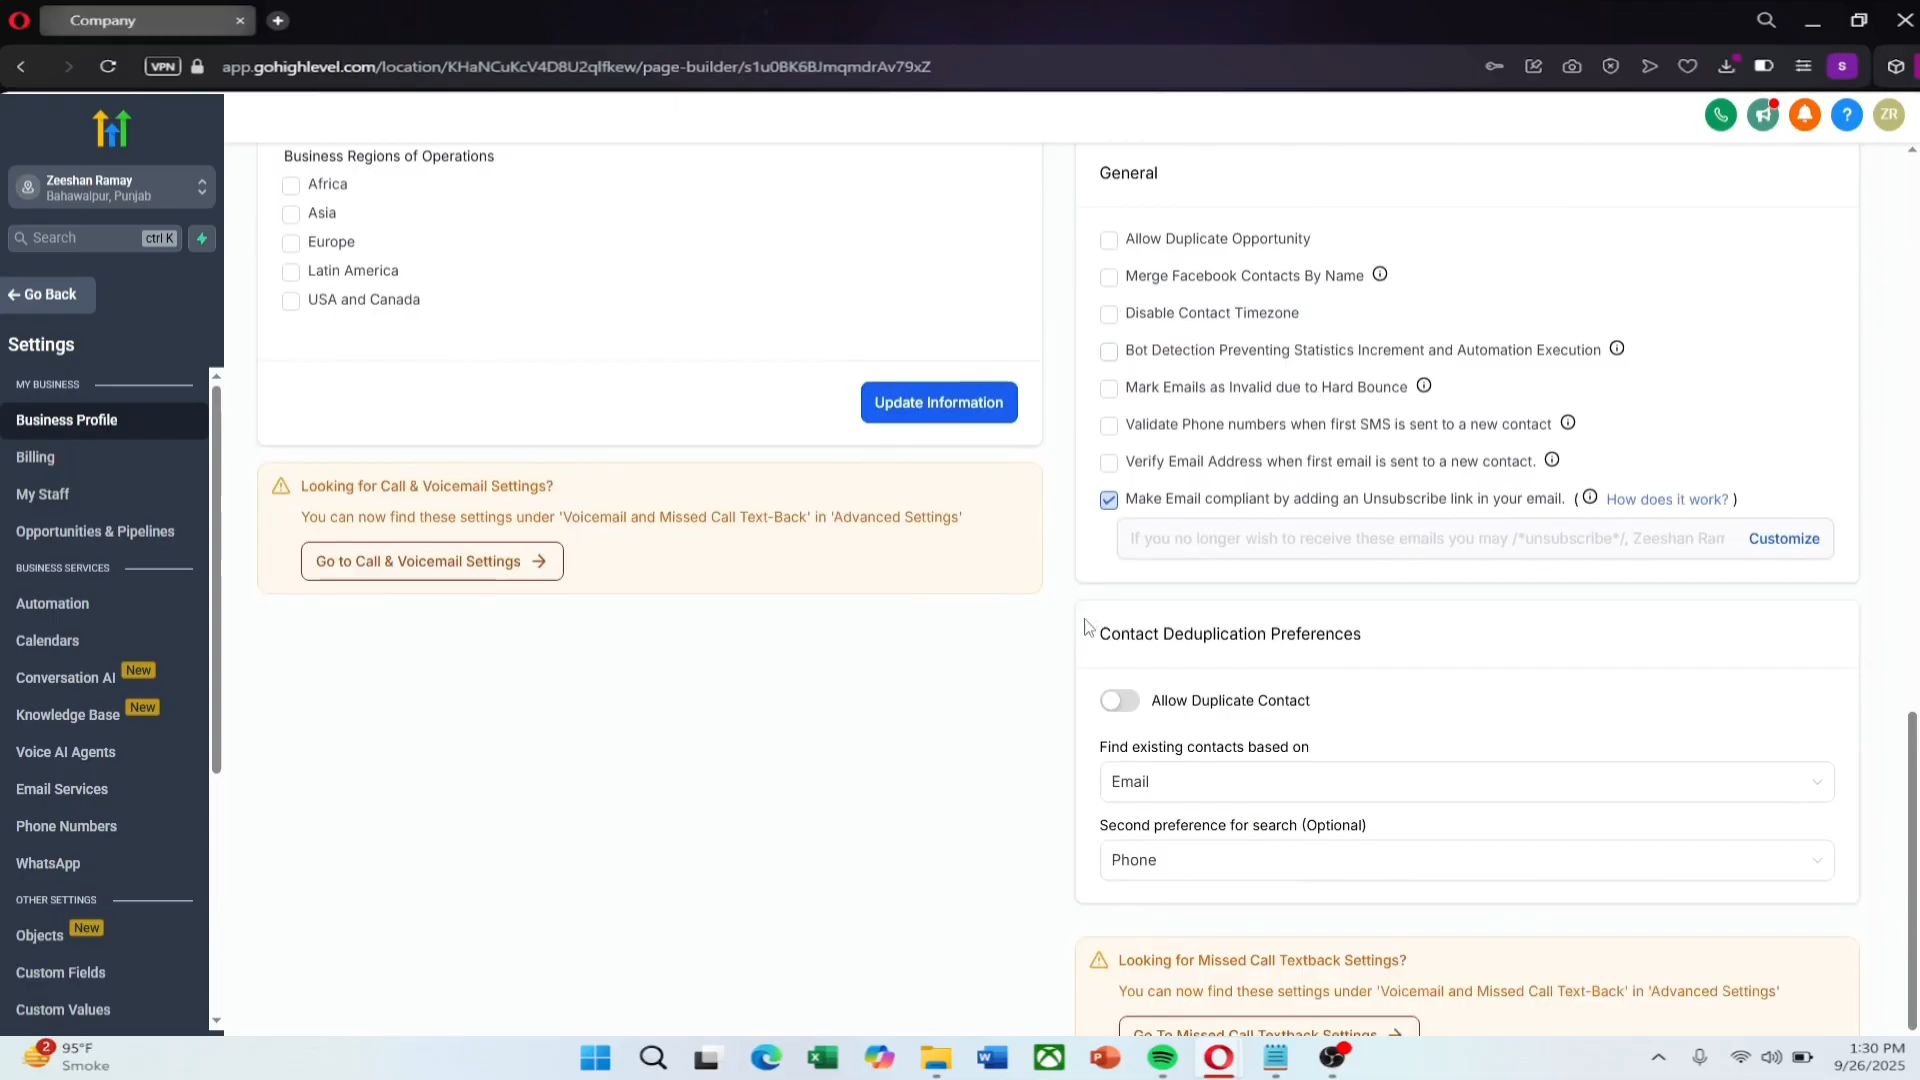 Company
VPN
app.gohighlevel.com/location/KHaNCuKcV4D8U2qlfkew/page-builder/s1u0BK6BJmqmdrAv79xZ
S
ZR
Zeeshan Ramay
Bahawalpur, Punjab
Search
ctrl K
Go Back
Settings
MY BUSINESS
Business Profile
Billing
My Staff
Opportunities & Pipelines
BUSINESS SERVICES
Automation
Calendars
Conversation AI New
Knowledge Base New
Voice AI Agents
Email Services
Phone Numbers
WhatsApp
OTHER SETTINGS
Objects New
Custom Fields
Custom Values
Business Regions of Operations
Africa
Asia
Europe
Latin America
USA and Canada
Update Information
Looking for Call & Voicemail Settings?
You can now find these settings under 'Voicemail and Missed Call Text-Back' in 'Advanced Settings'
Go to Call & Voicemail Settings
General
Allow Duplicate Opportunity
Merge Facebook Contacts By Name
Disable Contact Timezone
Bot Detection Preventing Statistics Increment and Automation Execution
Mark Emails as Invalid due to Hard Bounce
Validate Phone numbers when first SMS is sent to a new contact
Verify Email Address when first email is sent to a new contact.
Make Email compliant by adding an Unsubscribe link in your email. ( How does it work? )
If you no longer wish to receive these emails you may /*unsubscribe*/, Zeeshan Ram
Customize
Contact Deduplication Preferences
Allow Duplicate Contact
Find existing contacts based on
Email
Second preference for search (Optional)
Phone
Looking for Missed Call Textback Settings?
You can now find these settings under 'Voicemail and Missed Call Text-Back' in 'Advanced Settings'
Go To Missed Call Textback Settings
2
95°F
Smoke
1:30 PM
9/26/2025